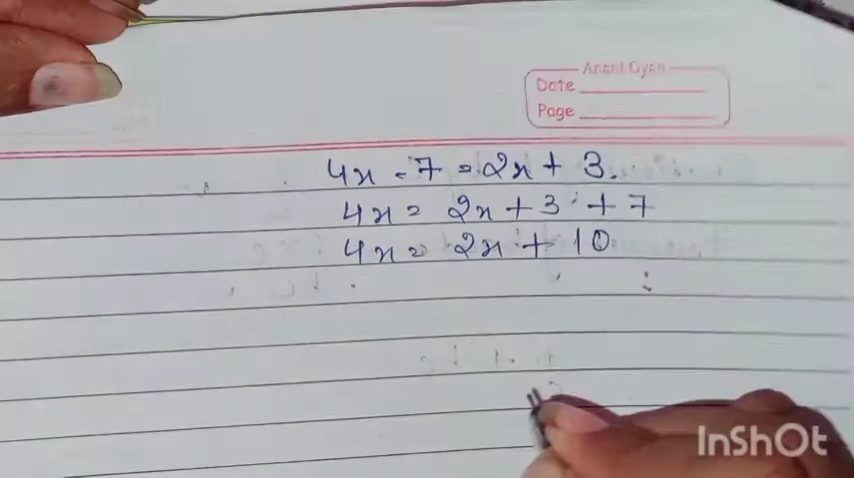 Anant Gyan
Date
Page
4x - 7 = 2x + 3.
4x = 2x + 3 + 7
4x = 2x + 10
InShOt